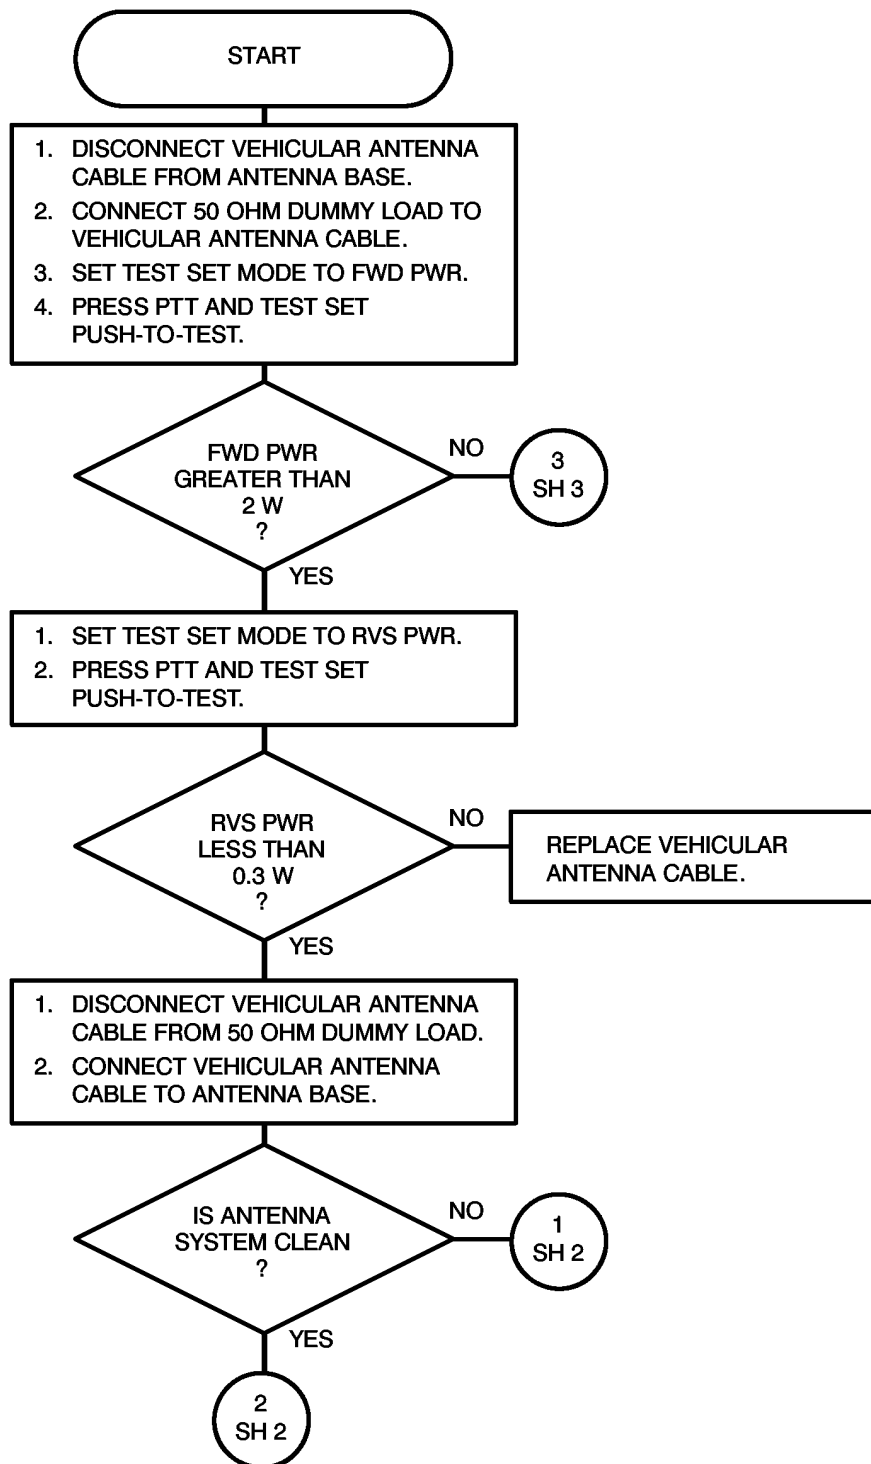 START
1. DISCONNECT VEHICULAR ANTENNA
CABLE FROM ANTENNA BASE.
2. CONNECT 50 OHM DUMMY LOAD TO
VEHICULAR ANTENNA CABLE.
3. SET TEST SET MODE TO FWD PWR.
4. PRESS PTT AND TEST SET
PUSH-TO-TEST.
FWD PWR
GREATER THAN
2 W
?
NO
3
SH 3
YES
1. SET TEST SET MODE TO RVS PWR.
2. PRESS PTT AND TEST SET
PUSH-TO-TEST.
RVS PWR
LESS THAN
0.3 W
?
NO
REPLACE VEHICULAR
ANTENNA CABLE.
YES
1. DISCONNECT VEHICULAR ANTENNA
CABLE FROM 50 OHM DUMMY LOAD.
2. CONNECT VEHICULAR ANTENNA
CABLE TO ANTENNA BASE.
IS ANTENNA
SYSTEM CLEAN
?
NO
1
SH 2
YES
2
SH 2